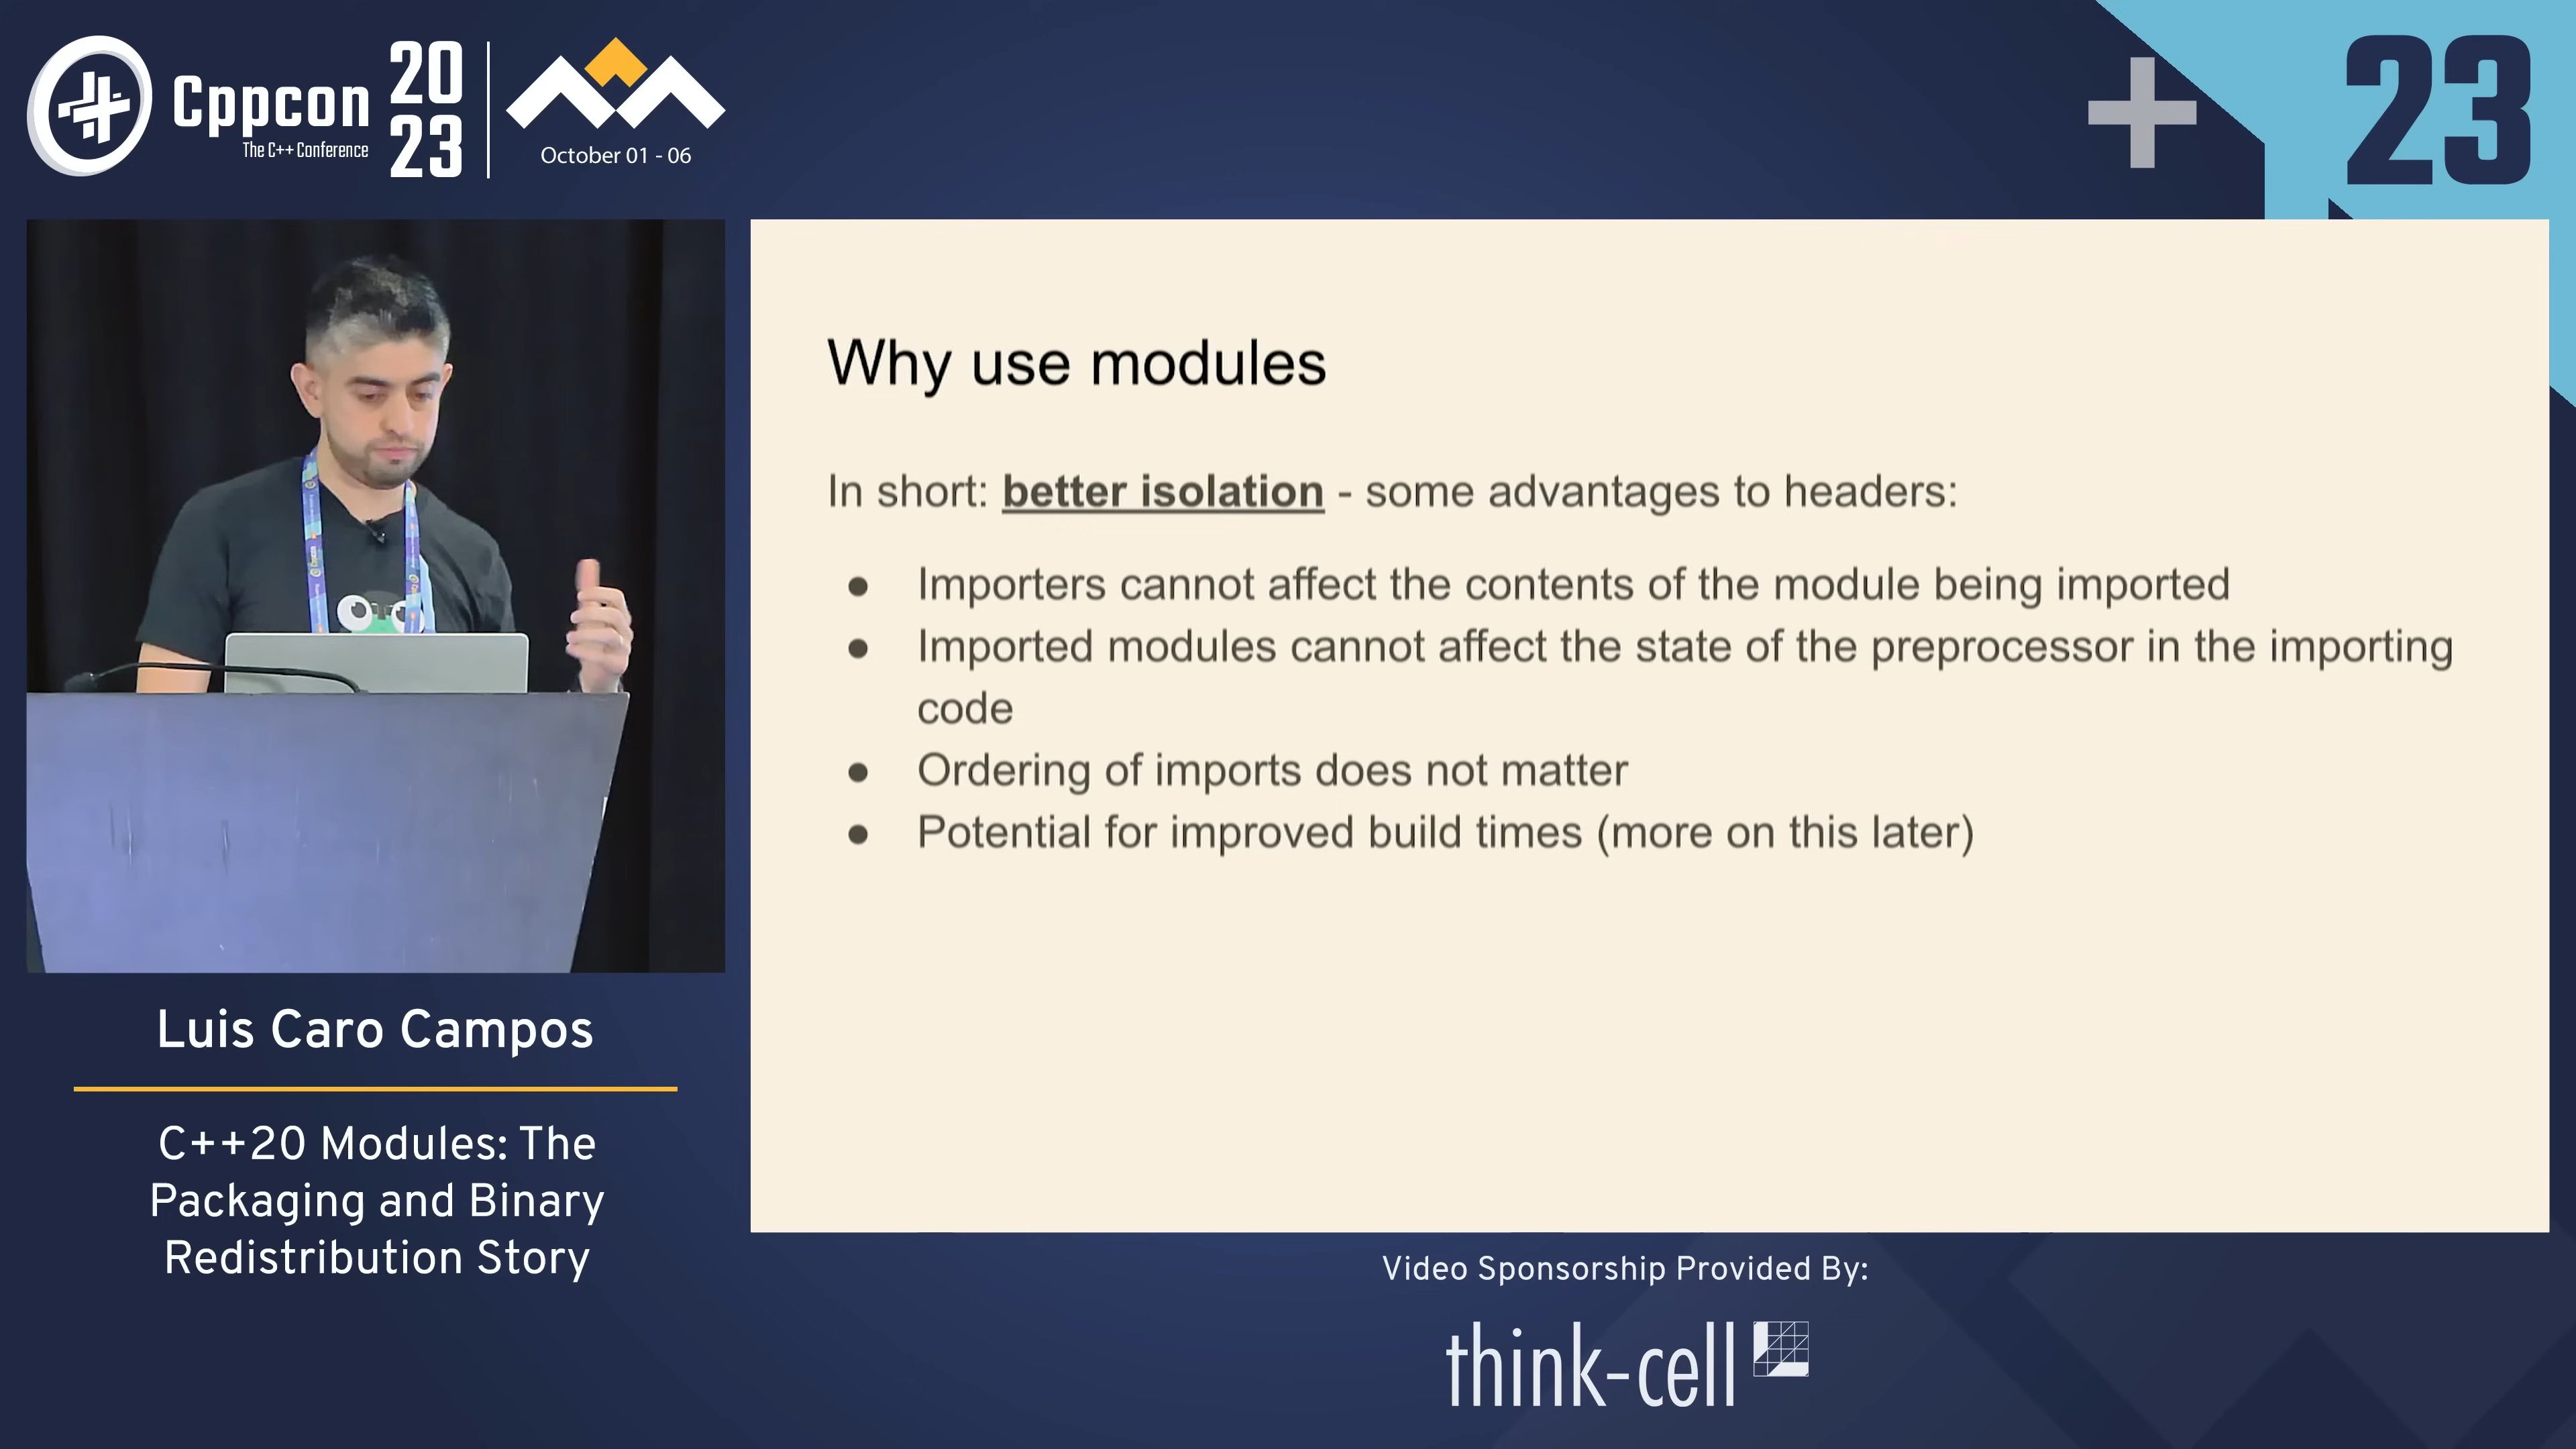 Cppcon
The C++ Conference
20
23
October 01 - 06
+ 23
Why use modules
In short: better isolation - some advantages to headers:
● Importers cannot affect the contents of the module being imported
● Imported modules cannot affect the state of the preprocessor in the importing
code
● Ordering of imports does not matter
● Potential for improved build times (more on this later)
Luis Caro Campos
C++20 Modules: The
Packaging and Binary
Redistribution Story
Video Sponsorship Provided By:
think-cell